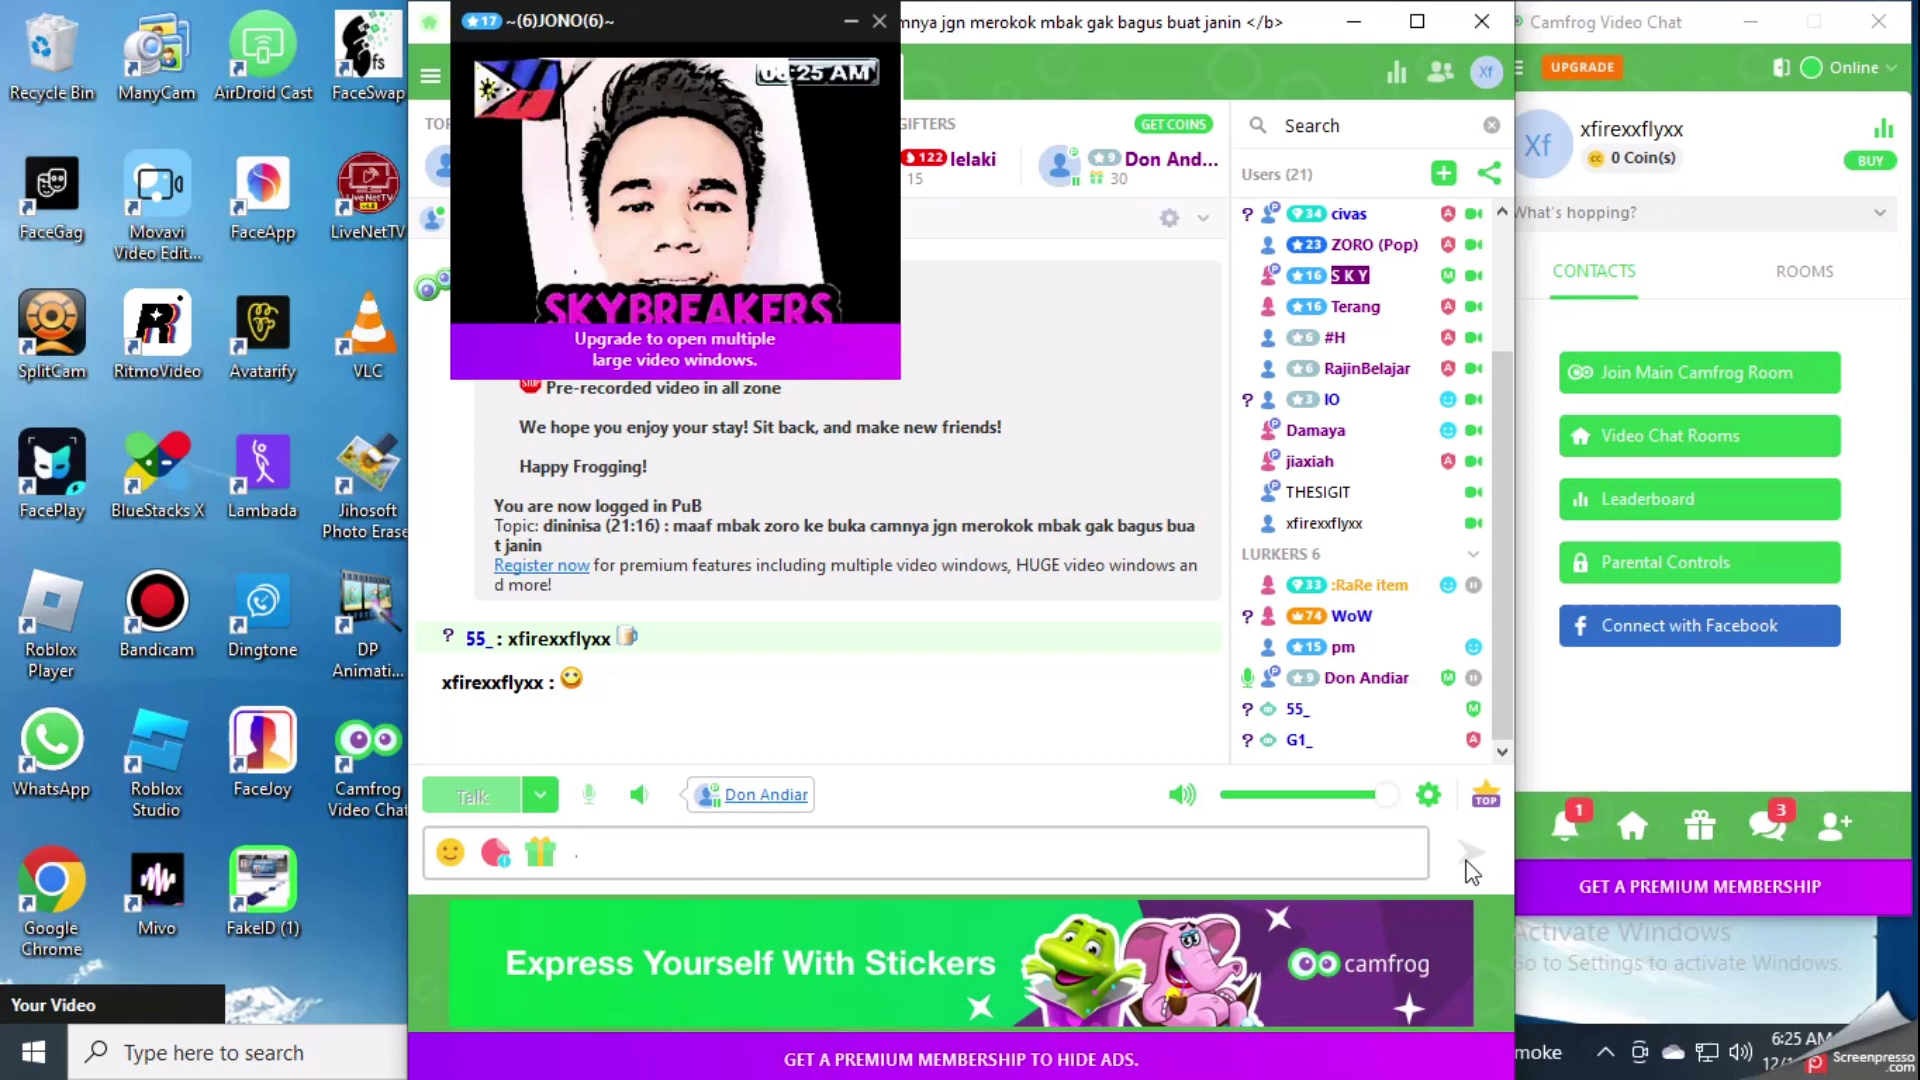 Recycle Bin
ManyCam
AirDroid Cast
FaceSwap
FaceGag
Movavi
Video Edit...
FaceApp
LiveNetTV
SplitCam
RitmoVideo
Avatarify
VLC
FacePlay
BlueStacks X
Lambada
Jihosoft
Photo Erase
Roblox
Player
Bandicam
Dingtone
DP
Animati...
WhatsApp
Roblox
Studio
FaceJoy
Camfrog
Video Chat
Google
Chrome
Mivo
FakeID (1)
Your Video
Type here to search
17 ~(6)JONO(6)~
:25 AM
SKYBREAKERS
Upgrade to open multiple
large video windows.
mnya jgn merokok mbak gak bagus buat janin </b>
Xf
TOP
GIFTERS
GET COINS
122 lelaki
15
9 Don And...
30
STOP Pre-recorded video in all zone
We hope you enjoy your stay! Sit back, and make new friends!
Happy Frogging!
You are now logged in PuB
Topic: dininisa (21:16) : maaf mbak zoro ke buka camnya jgn merokok mbak gak bagus bua
t janin
Register now for premium features including multiple video windows, HUGE video windows an
d more!
? 55_ : xfirexxflyxx
xfirexxflyxx :
Search
Users (21)
? 34 civas A
23 ZORO (Pop) A
16 S K Y M
16 Terang A
6 #H A
6 RajinBelajar A
? 3 IO
Damaya
jiaxiah A
THESIGIT
xfirexxflyxx
LURKERS 6
33 :RaRe item
? 74 WoW
15 pm
9 Don Andiar M
? 55_ M
? G1_ A
Talk
Don Andiar
TOP
.
Express Yourself With Stickers
camfrog
GET A PREMIUM MEMBERSHIP TO HIDE ADS.
Camfrog Video Chat
UPGRADE
Online
Xf
xfirexxflyxx
0 Coin(s)
BUY
What's hopping?
CONTACTS
ROOMS
Join Main Camfrog Room
Video Chat Rooms
Leaderboard
Parental Controls
Connect with Facebook
1
3
GET A PREMIUM MEMBERSHIP
Activate Windows
Go to Settings to activate Windows.
moke
6:25 AM
12/
Screenpresso
.com